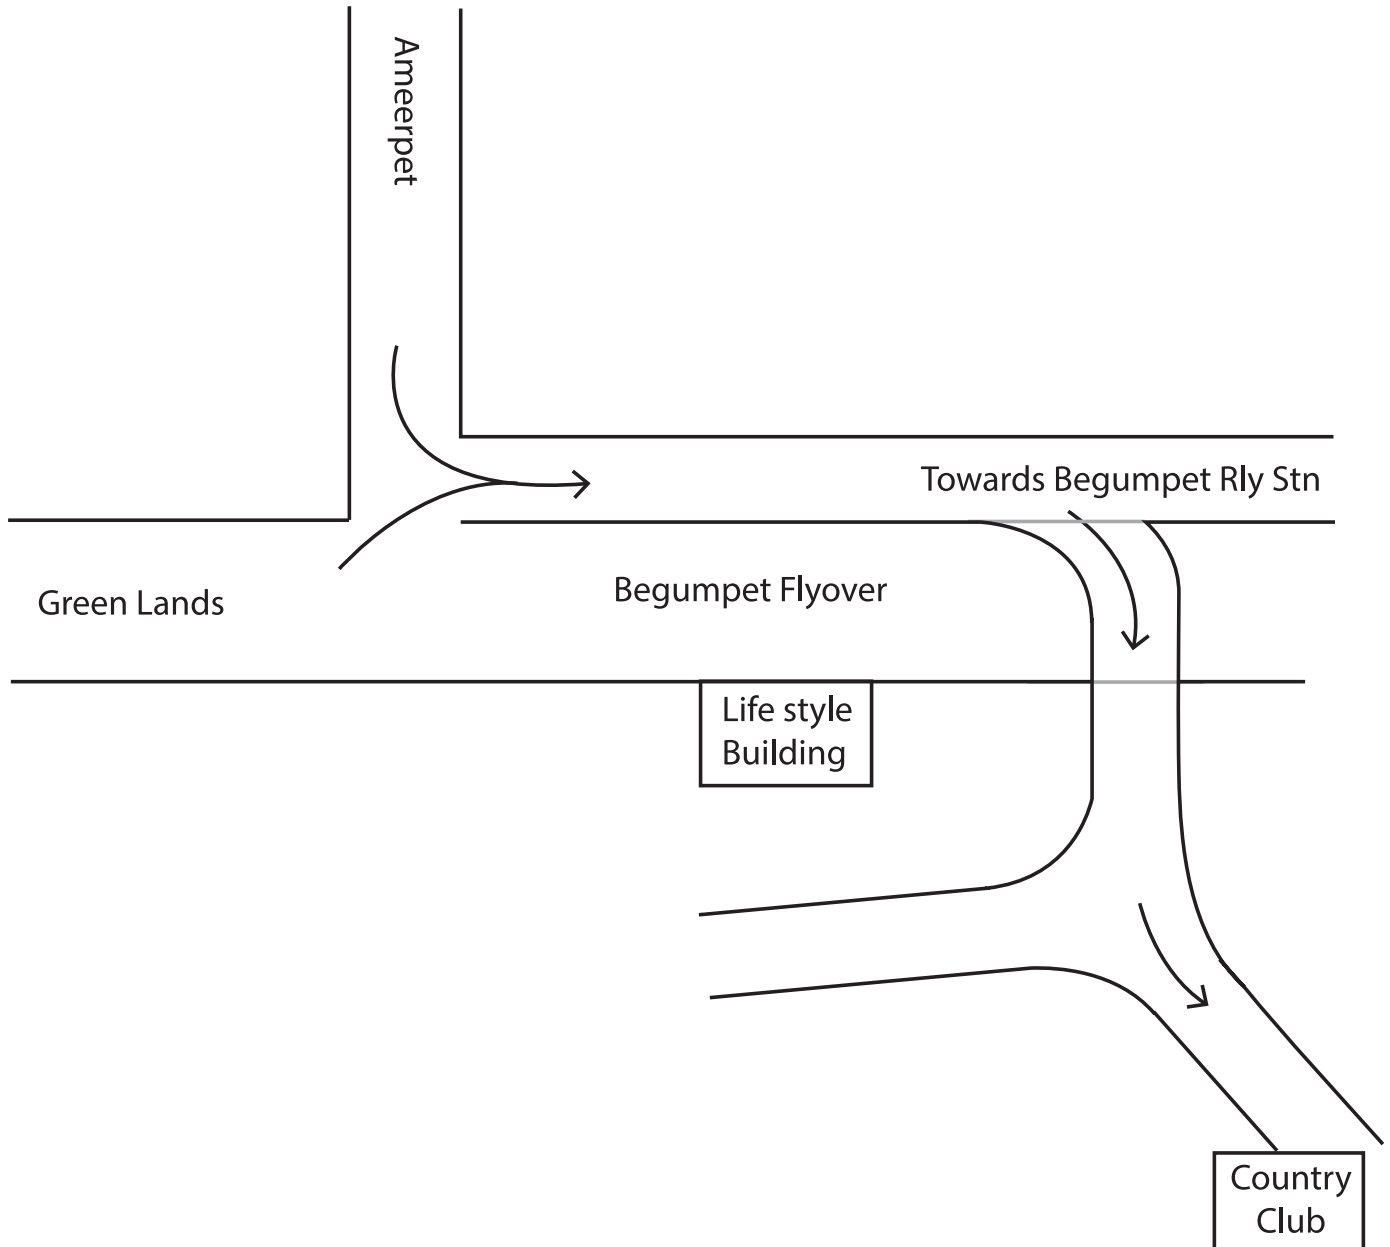 Ameerpet
Towards Begumpet Rly Stn
Green Lands
Begumpet Flyover
Life style
Building
Country
Club